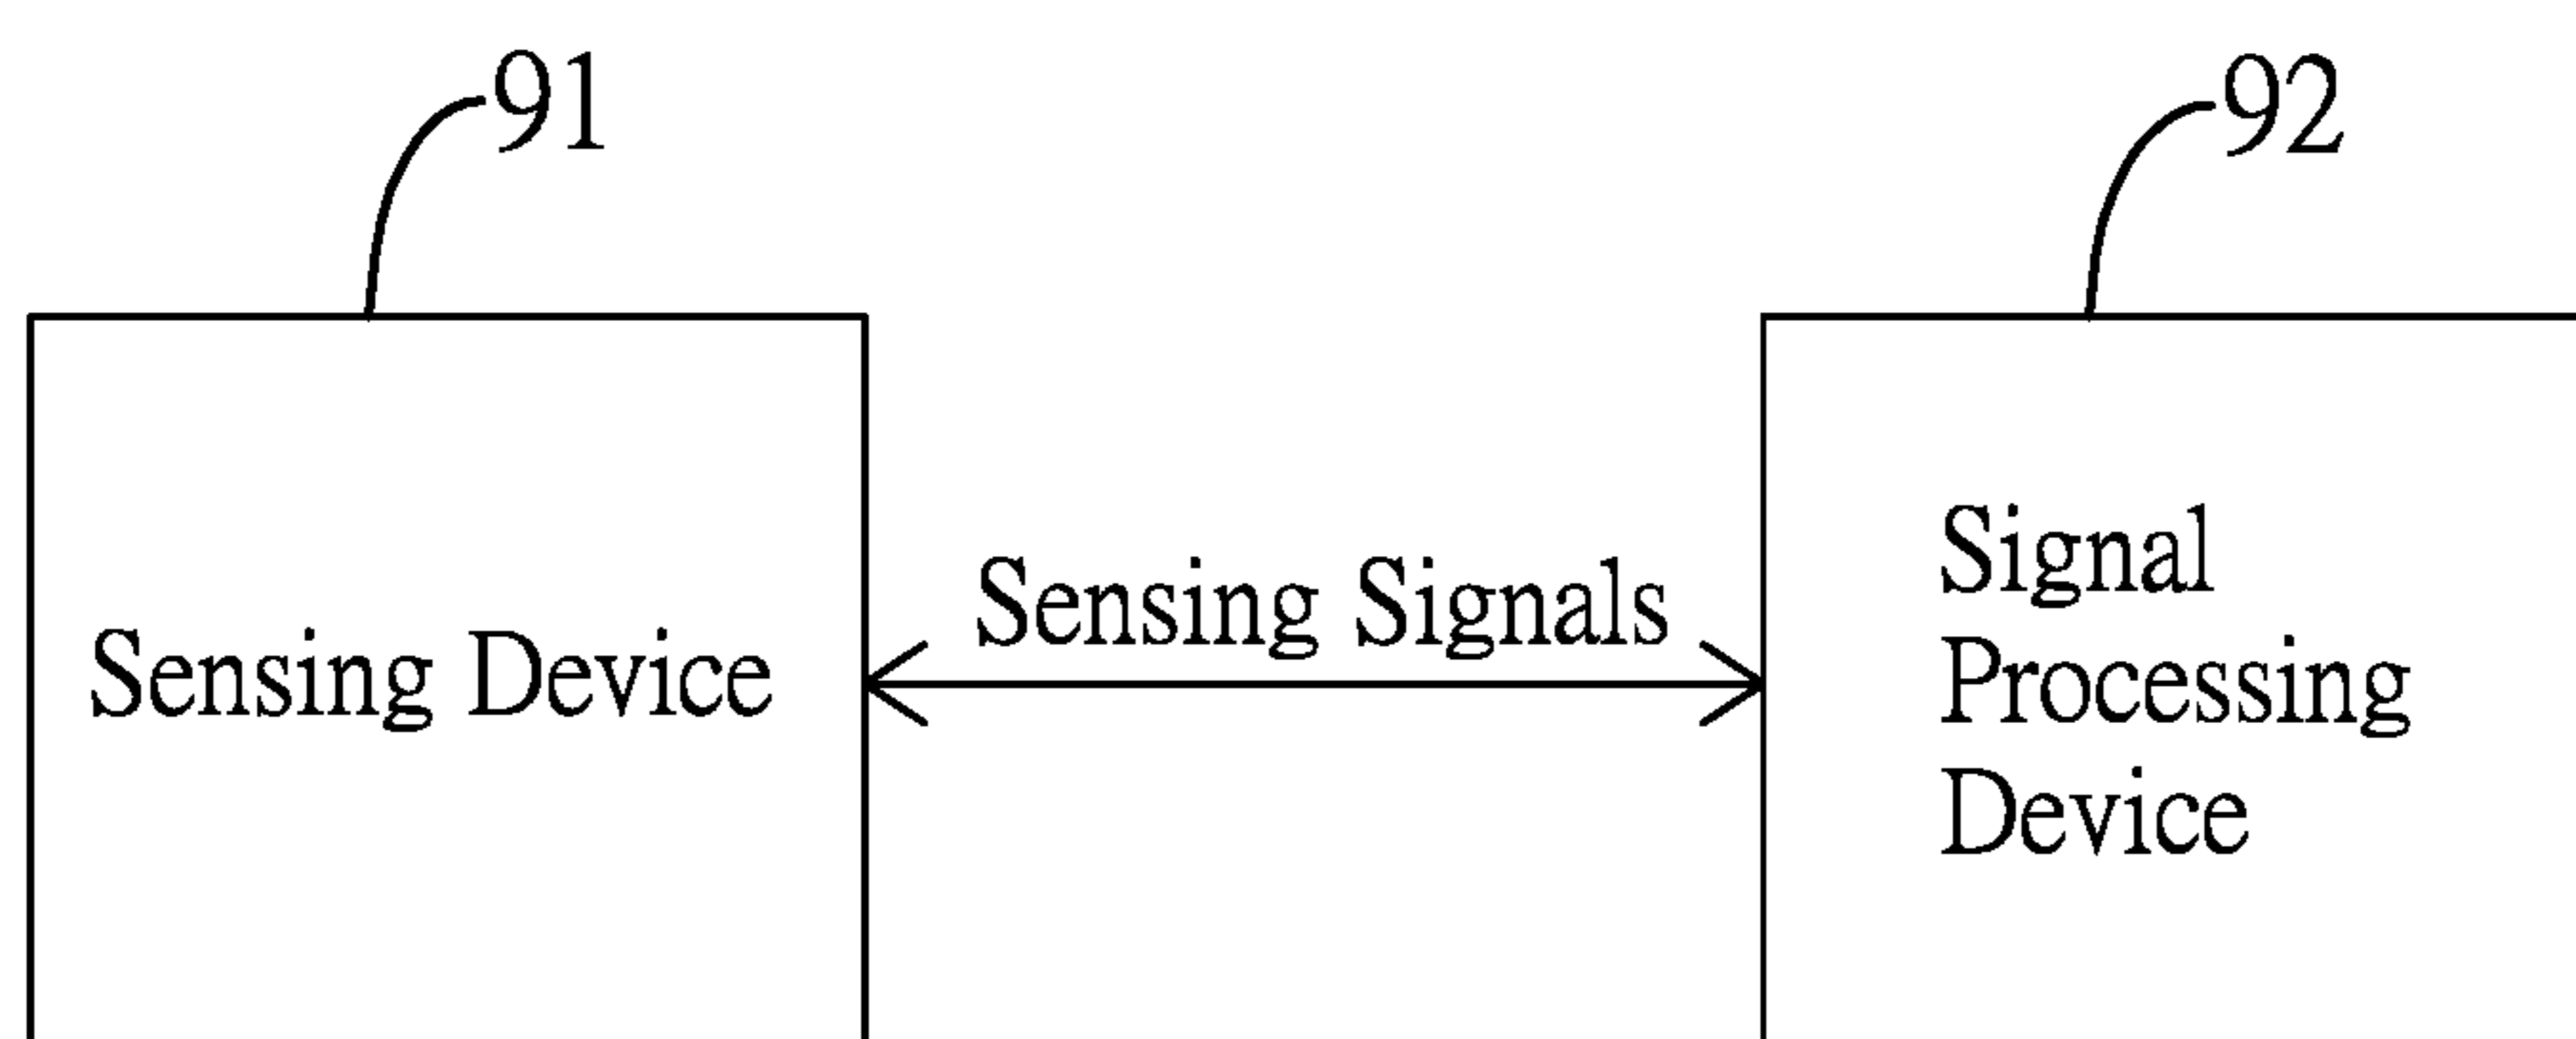 91
92
Sensing Device
Sensing Signals
Signal
Processing
Device